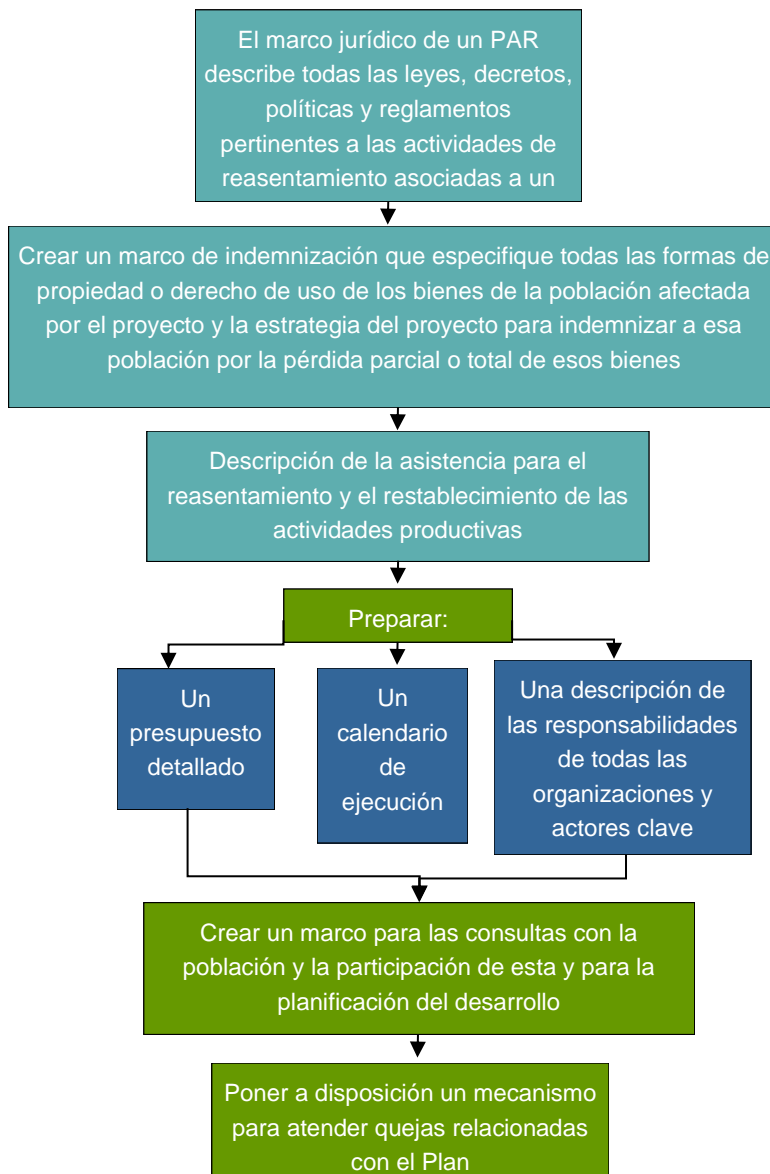 El marco jurídico de un PAR
describe todas las leyes, decretos,
políticas y reglamentos
pertinentes a las actividades de
reasentamiento asociadas a un
Crear un marco de indemnización que especifique todas las formas de
propiedad o derecho de uso de los bienes de la población afectada
por el proyecto y la estrategia del proyecto para indemnizar a esa
población por la pérdida parcial o total de esos bienes
Descripción de la asistencia para el
reasentamiento y el restablecimiento de las
actividades productivas
Preparar:
Un
presupuesto
detallado
Un
calendario
de
ejecución
Una descripción de
las responsabilidades
de todas las
organizaciones y
actores clave
Crear un marco para las consultas con la
población y la participación de esta y para la
planificación del desarrollo
Poner a disposición un mecanismo
para atender quejas relacionadas
con el Plan